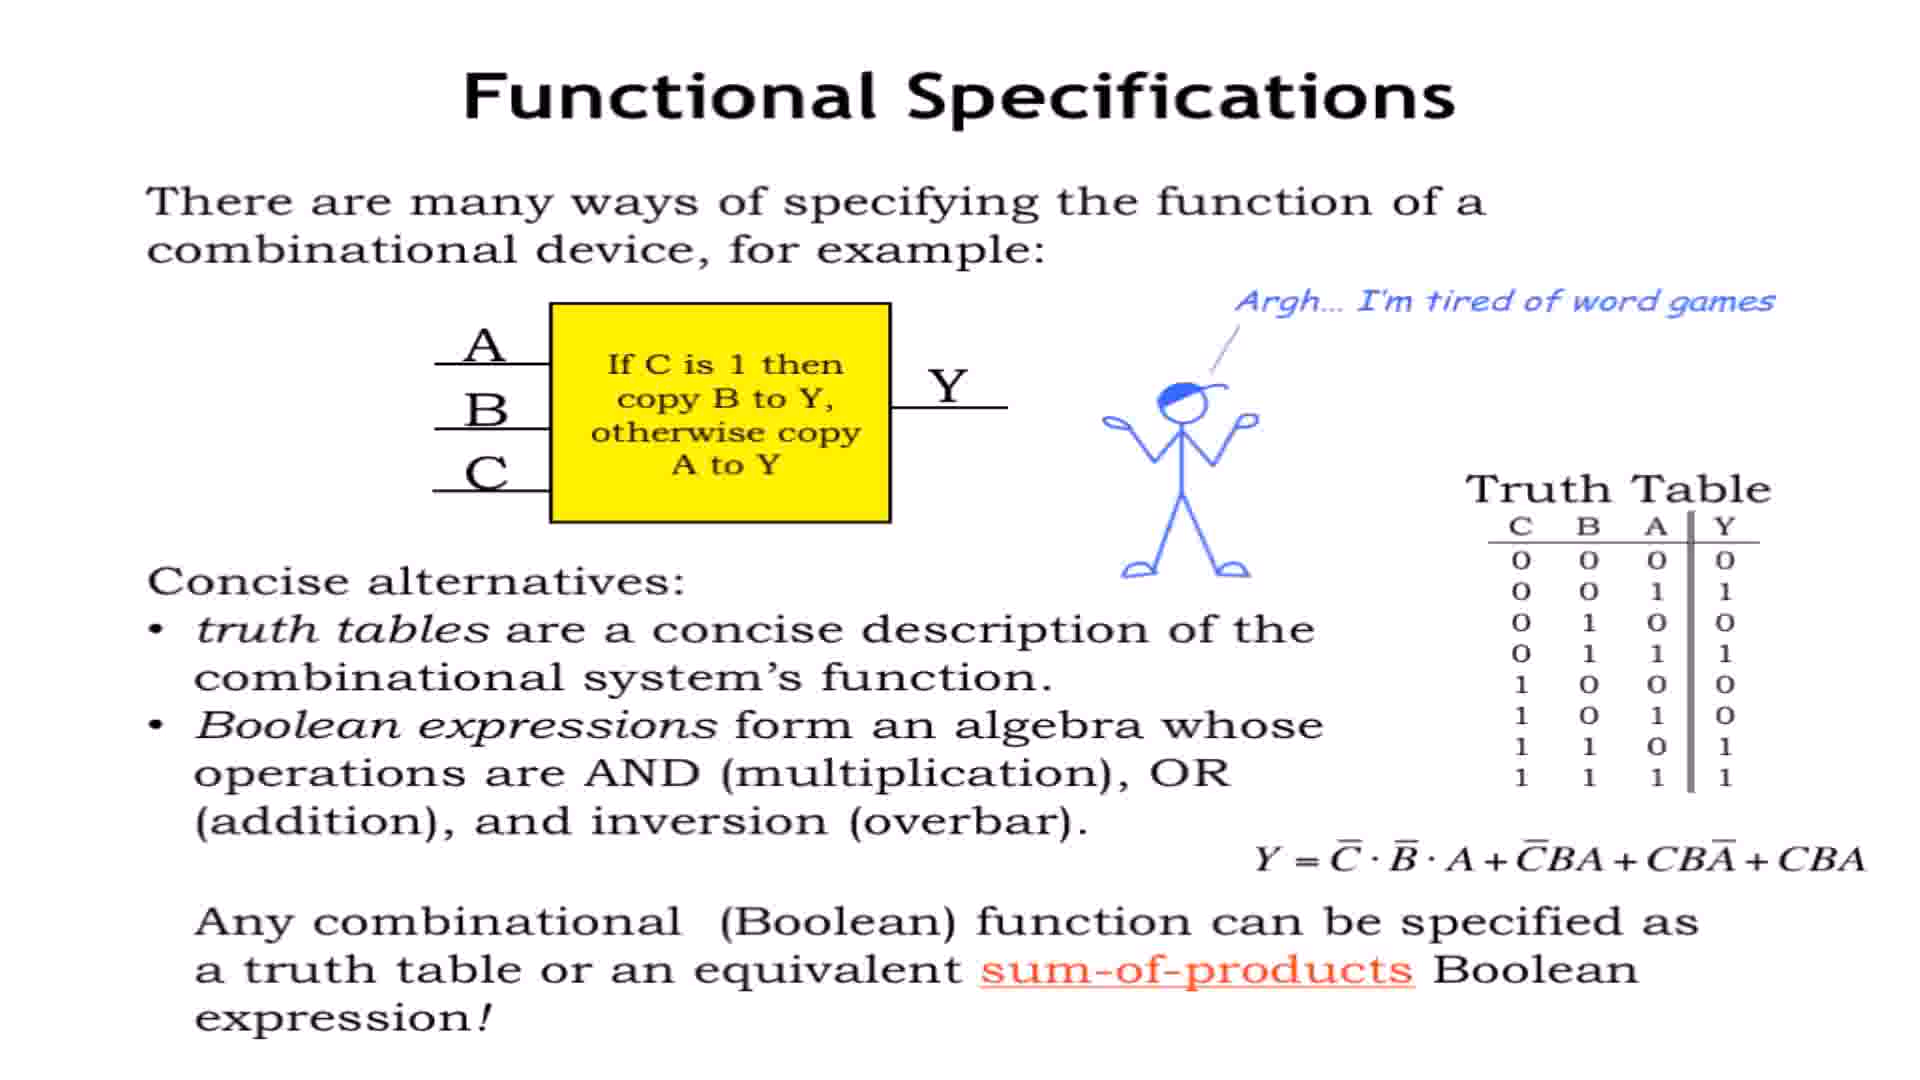 Functional Specifications
There are many ways of specifying the function of a
combinational device, for example:
Argh... I'm tired of word games
A
B
C
If C is 1 then
copy B to Y,
otherwise copy
A to Y
Y
Truth Table
C B A Y
0 0 0 0
0 0 1 1
0 1 0 0
0 1 1 1
1 0 0 0
1 0 1 0
1 1 0 1
1 1 1 1
Concise alternatives:
• truth tables are a concise description of the
combinational system's function.
• Boolean expressions form an algebra whose
operations are AND (multiplication), OR
(addition), and inversion (overbar).
Y = C̅ · B̅ · A + C̅BA + CBA̅ + CBA
Any combinational (Boolean) function can be specified as
a truth table or an equivalent sum-of-products Boolean
expression!